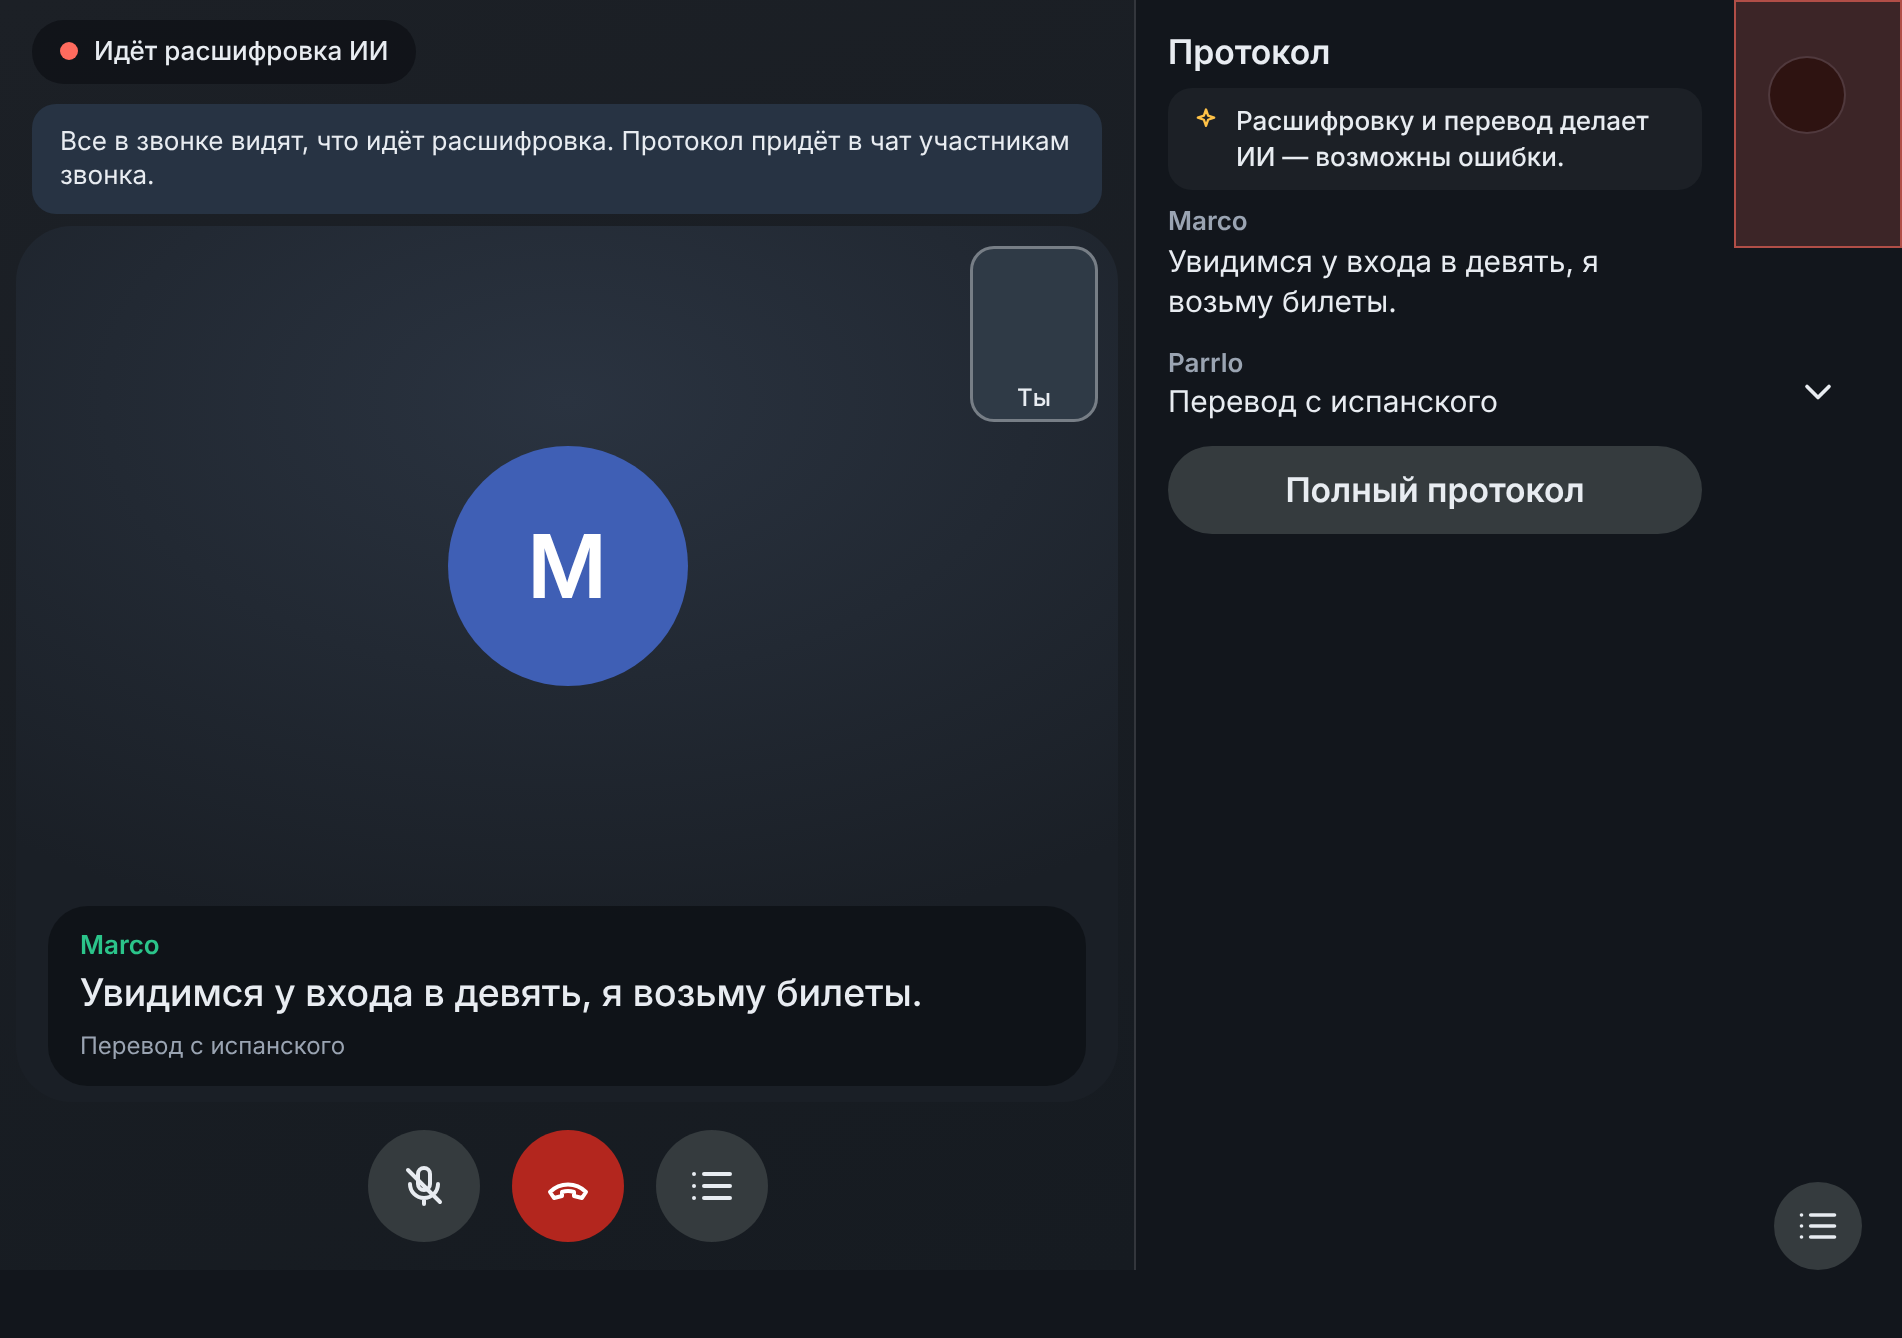 Идёт расшифровка ИИ
Все в звонке видят, что идёт расшифровка. Протокол придёт в чат участникам
звонка.
Ты
M
Marco
Увидимся у входа в девять, я возьму билеты.
Перевод с испанского
Протокол
Расшифровку и перевод делает
ИИ — возможны ошибки.
Marco
Увидимся у входа в девять, я
возьму билеты.
Parrlo
Перевод с испанского
Полный протокол